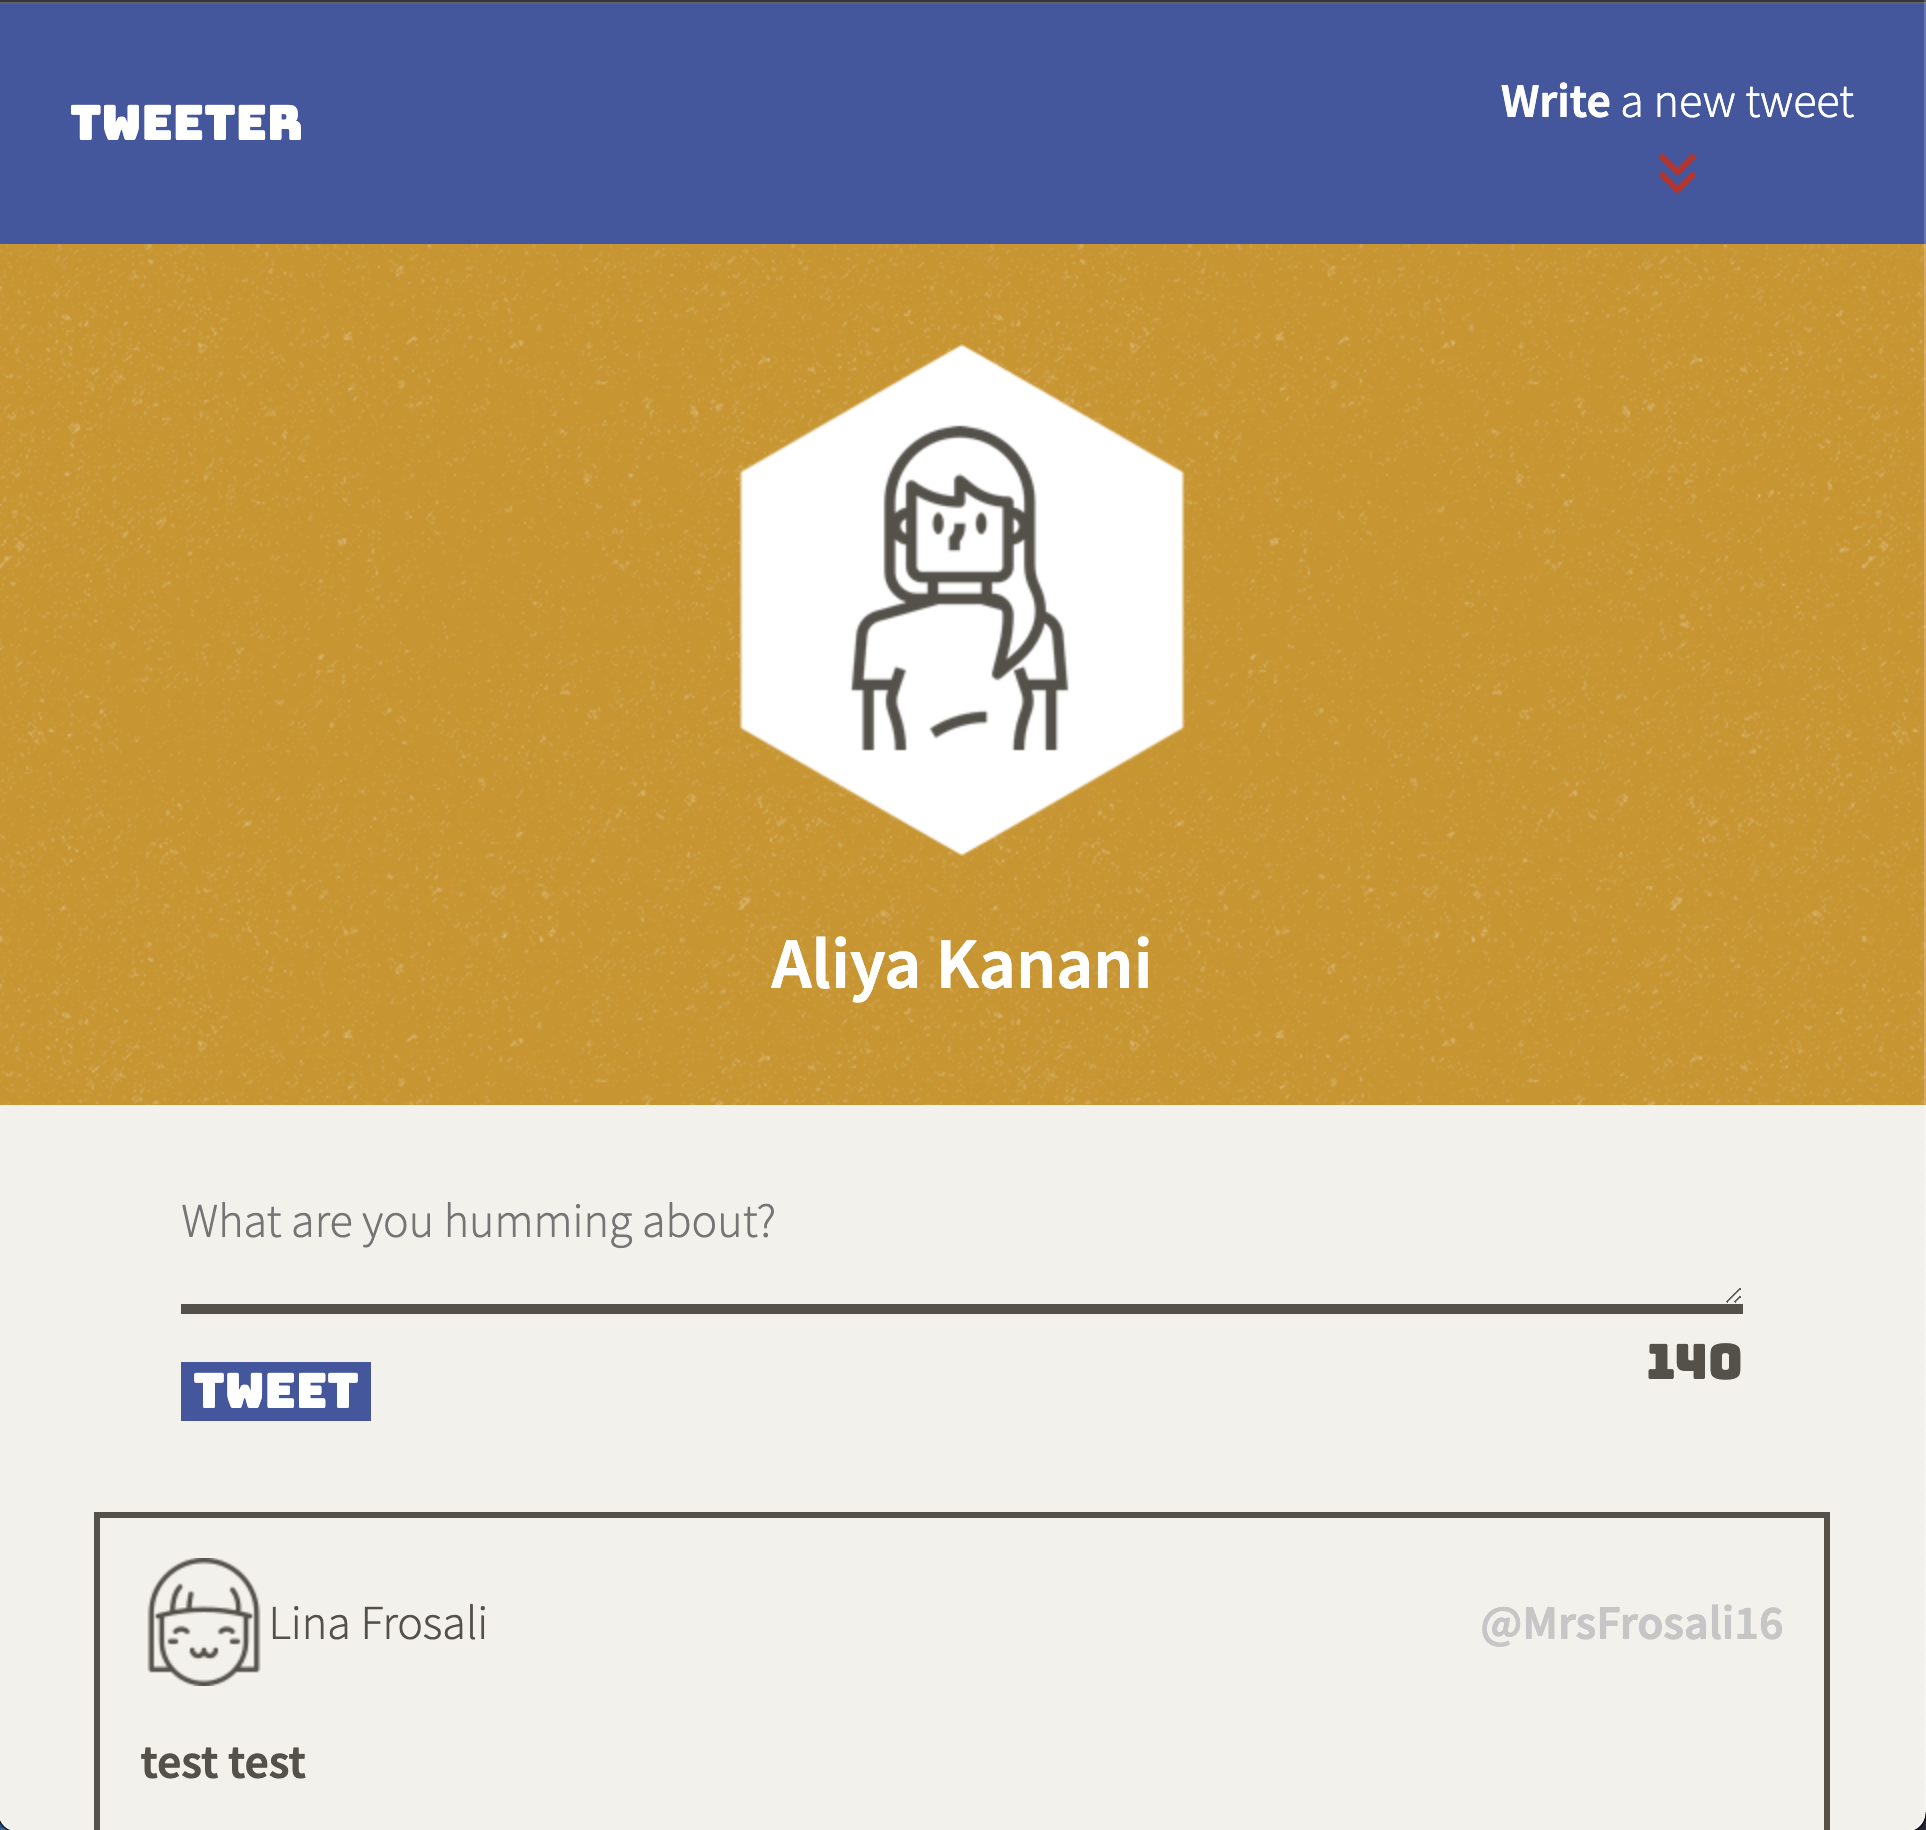 TWEETER
Write a new tweet
Aliya Kanani
What are you humming about?
140
TWEET
Lina Frosali
@MrsFrosali16
test test